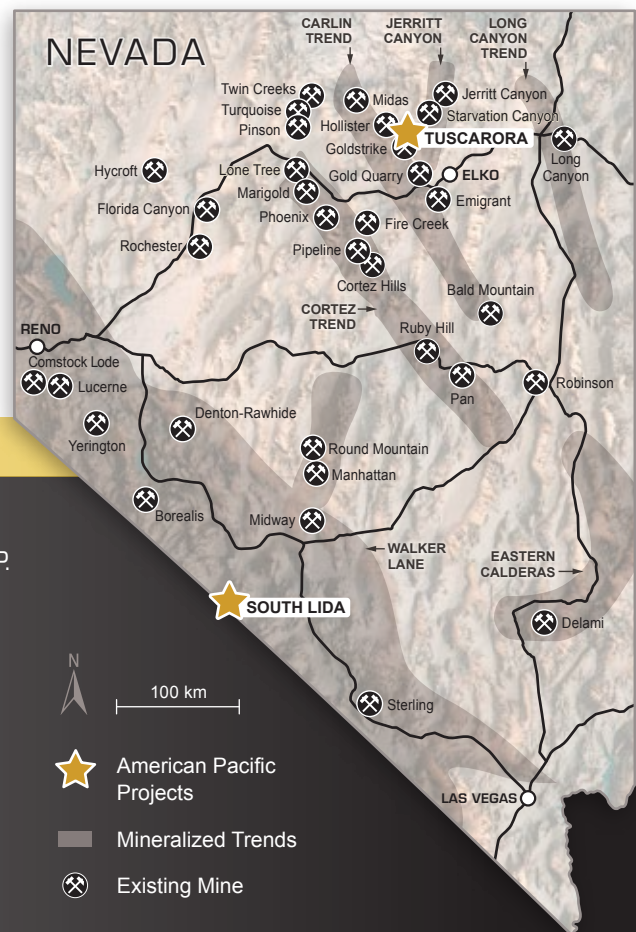 NEVADA
CARLIN
TREND
JERRITT
CANYON
LONG
CANYON
TREND
Twin Creeks
Turquoise
Pinson
Midas
Hollister
Goldstrike
Jerritt Canyon
Starvation Canyon
TUSCARORA
Long
Canyon
Hycroft
Lone Tree
Marigold
Gold Quarry
ELKO
Emigrant
Florida Canyon
Phoenix
Fire Creek
Rochester
Pipeline
Cortez Hills
Bald Mountain
CORTEZ
TREND
Ruby Hill
RENO
Comstock Lode
Lucerne
Pan
Robinson
Yerington
Denton-Rawhide
Round Mountain
Manhattan
Borealis
Midway
WALKER
LANE
EASTERN
CALDERAS
P.
SOUTH LIDA
Delami
N
100 km
Sterling
LAS VEGAS
American Pacific
Projects
Mineralized Trends
Existing Mine